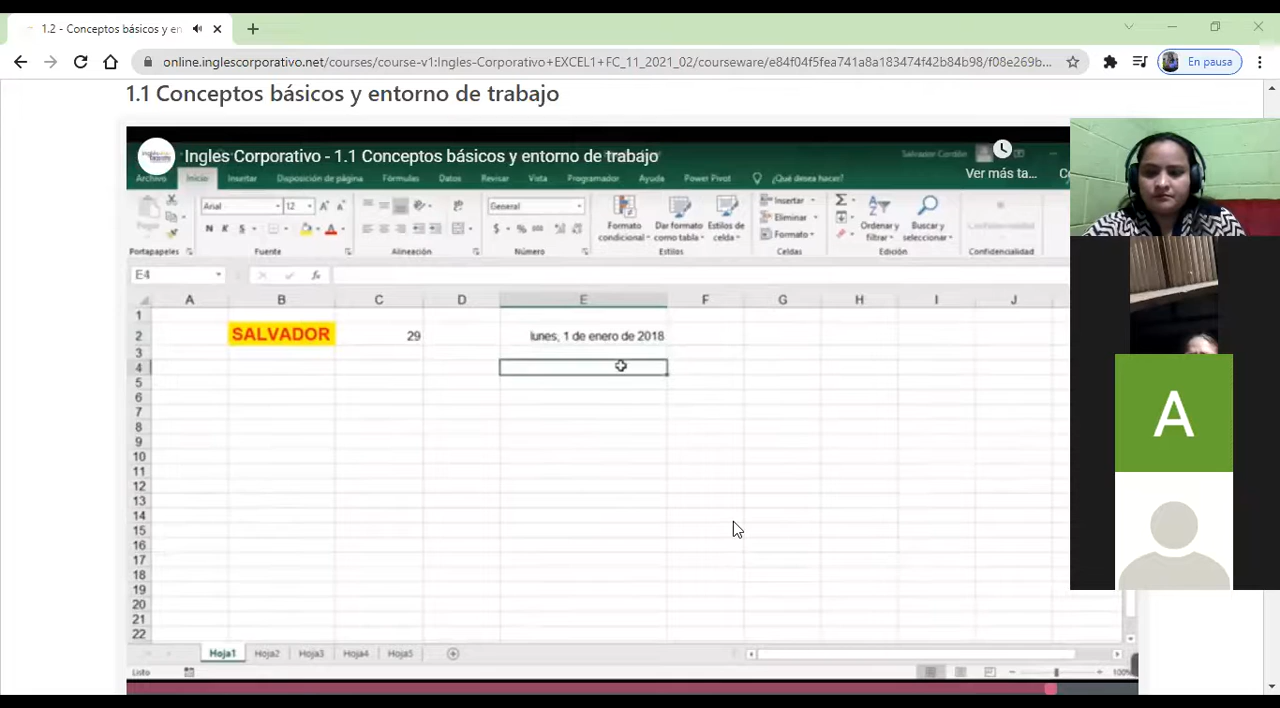 1.2 - Conceptos básicos y en
online.inglescorporativo.net/courses/course-v1:Ingles-Corporativo+EXCEL1+FC_11_2021_02/courseware/e84f04f5fea741a8a183474f42b84b98/f08e269b...
En pausa
1.1 Conceptos básicos y entorno de trabajo
Ingles Corporativo - 1.1 Conceptos básicos y entorno de trabajo
Ver más ta...
Archivo Inicio Insertar Disposición de página Fórmulas Datos Revisar Vista Programador Ayuda Power Pivot ¿Qué desea hacer?
Arial 12 General
N K S
Formato condicional Dar formato como tabla Estilos de celda
Insertar
Eliminar
Formato
Ordenar y filtrar Buscar y seleccionar
Portapapeles Fuente Alineación Número Estilos Celdas Edición Confidencialidad
E4 fx
A B C D E F G H I J
1
2 SALVADOR 29 lunes, 1 de enero de 2018
3
4
5
6
7
8
9
10
11
12
13
14
15
16
17
18
19
20
21
22
Hoja1 Hoja2 Hoja3 Hoja4 Hoja5
Listo 100%
A